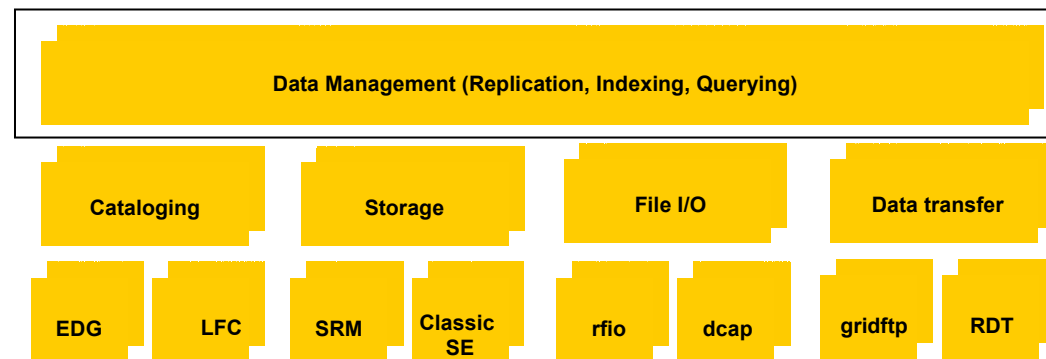 Data Management (Replication, Indexing, Querying)
Cataloging
Storage
File I/O
Data transfer
EDG
LFC
SRM
Classic
SE
rfio
dcap
gridftp
RDT